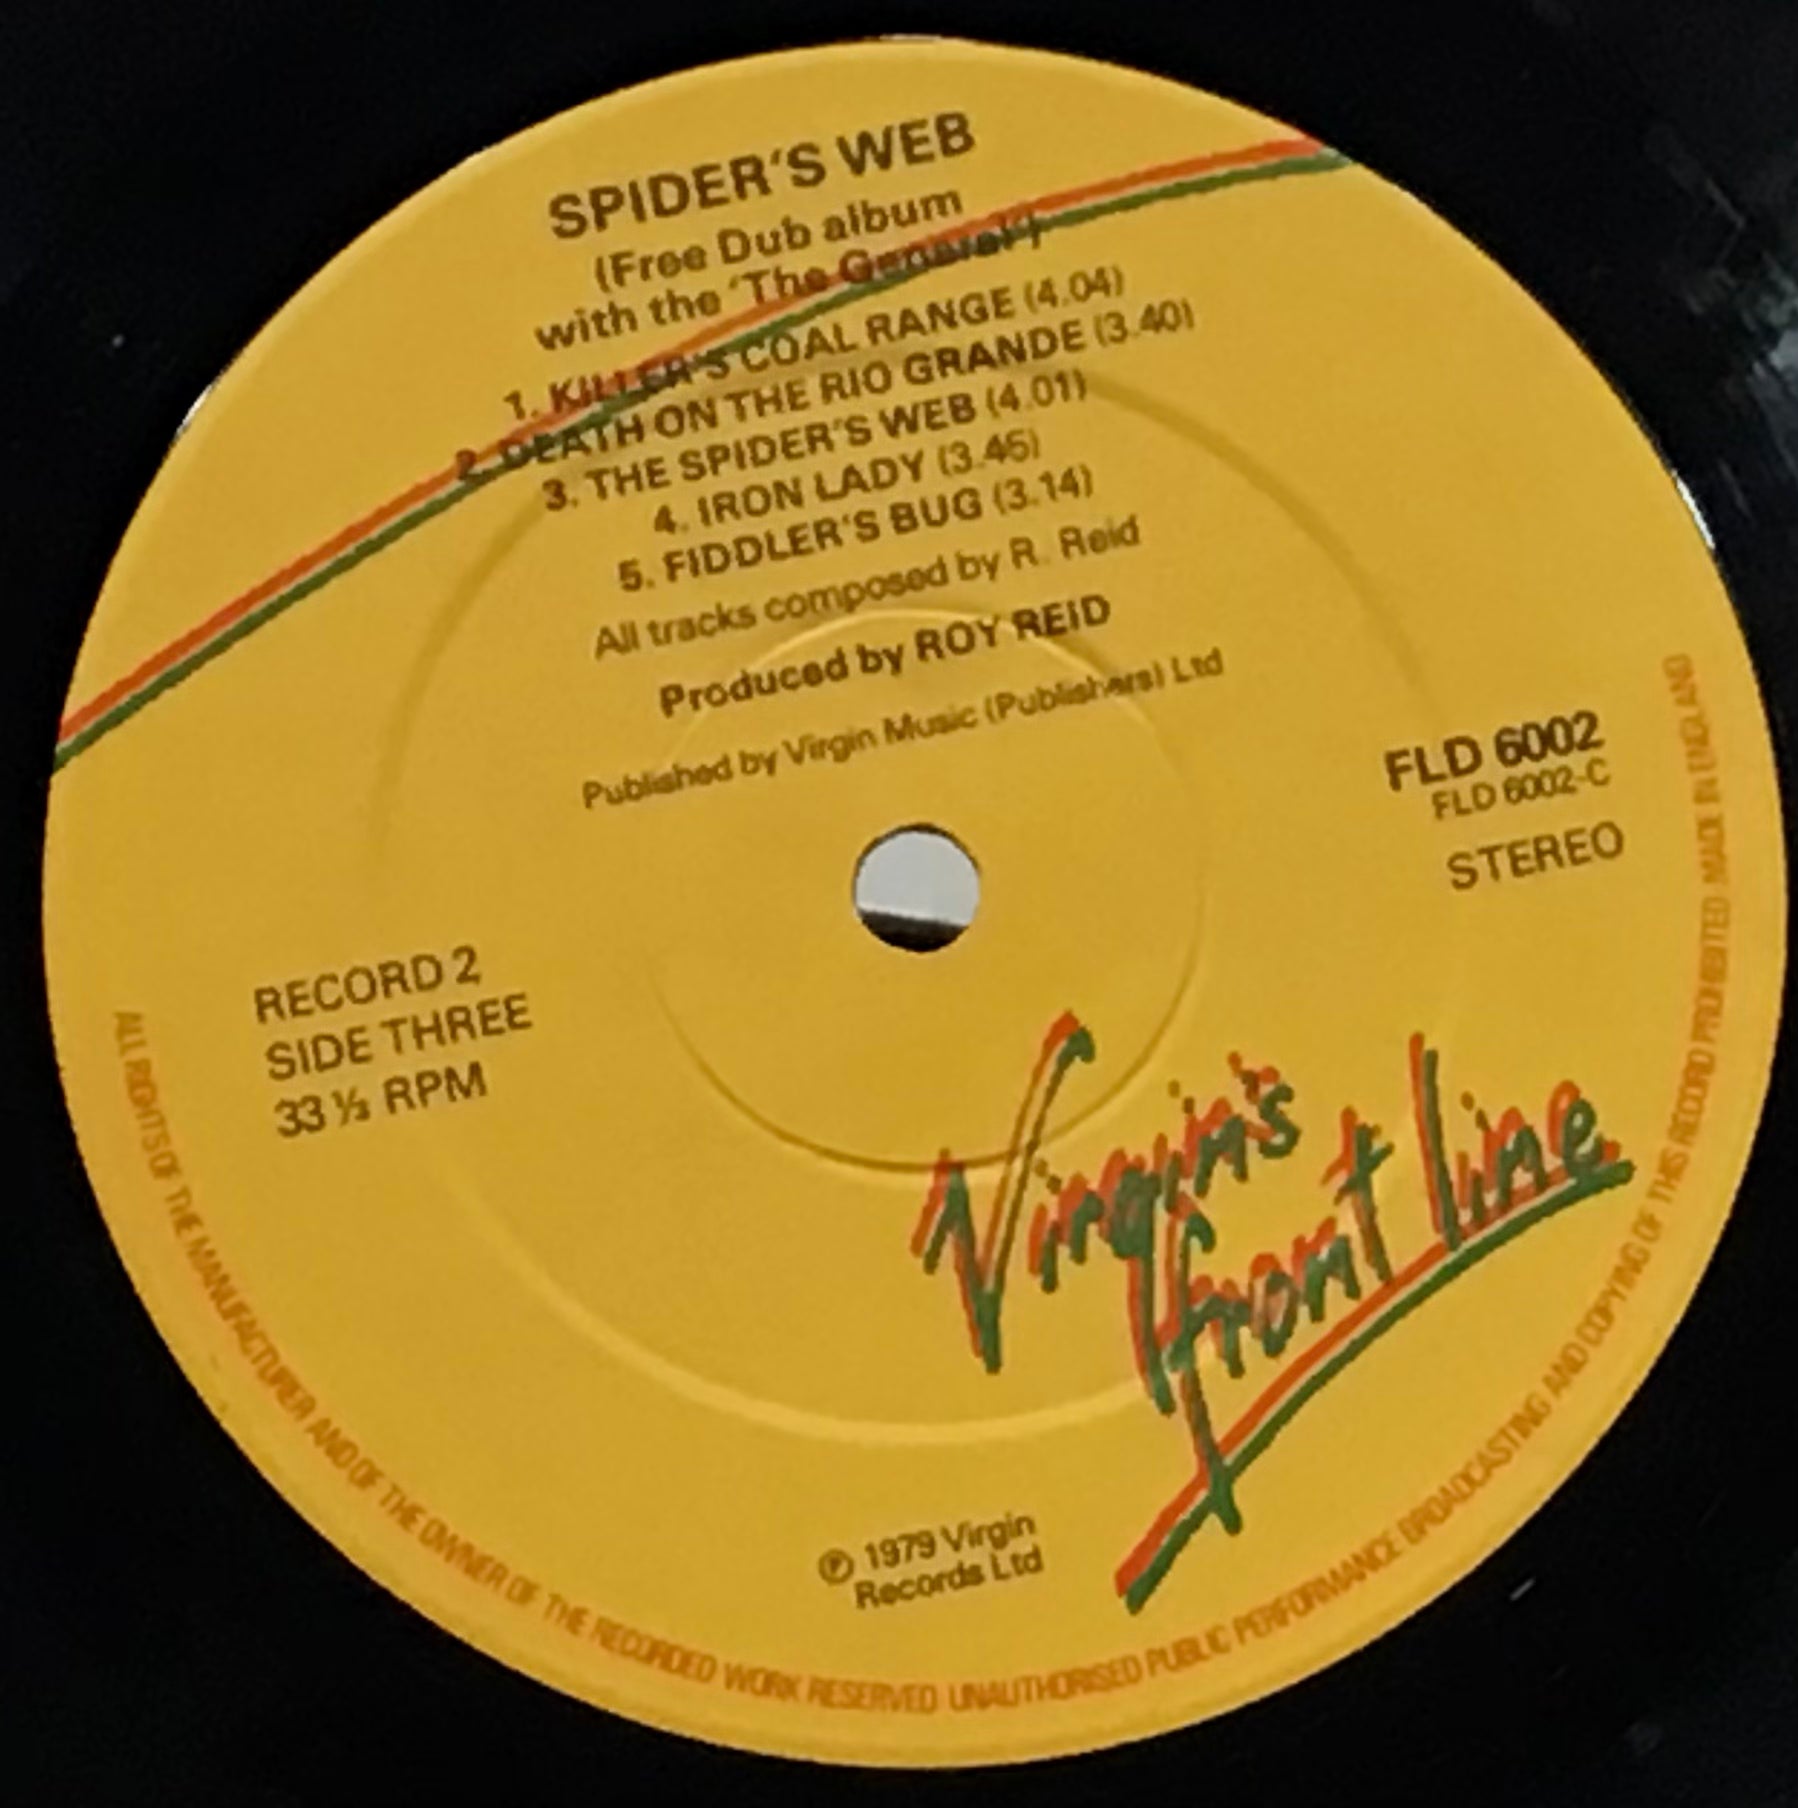 SPIDER'S WEB
(Free Dub album
with the 'The General')
1. KILLER'S COAL RANGE (4.04)
2. DEATH ON THE RIO GRANDE (3.40)
3. THE SPIDER'S WEB (4.01)
4. IRON LADY (3.45)
5. FIDDLER'S BUG (3.14)
All tracks composed by R. Reid
Produced by ROY REID
Published by Virgin Music (Publishers) Ltd
FLD 6002
FLD 6002-C
STEREO
RECORD 2
SIDE THREE
33 ⅓ RPM
Virgin's
front line
℗ 1979 Virgin
Records Ltd
ALL RIGHTS OF THE MANUFACTURER AND OF THE OWNER OF THE RECORDED WORK RESERVED UNAUTHORISED PUBLIC PERFORMANCE BROADCASTING AND COPYING OF THIS RECORD PROHIBITED MADE IN ENGLAND